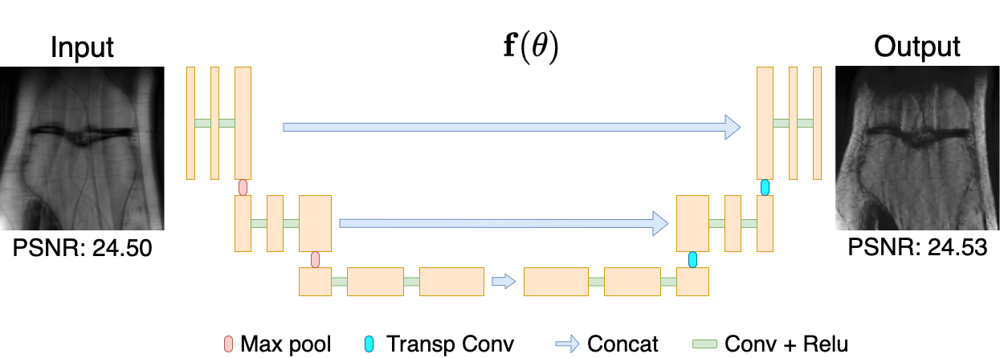 Input
f(θ)
Output
PSNR: 24.50
PSNR: 24.53
Max pool
Transp Conv
Concat
Conv + Relu